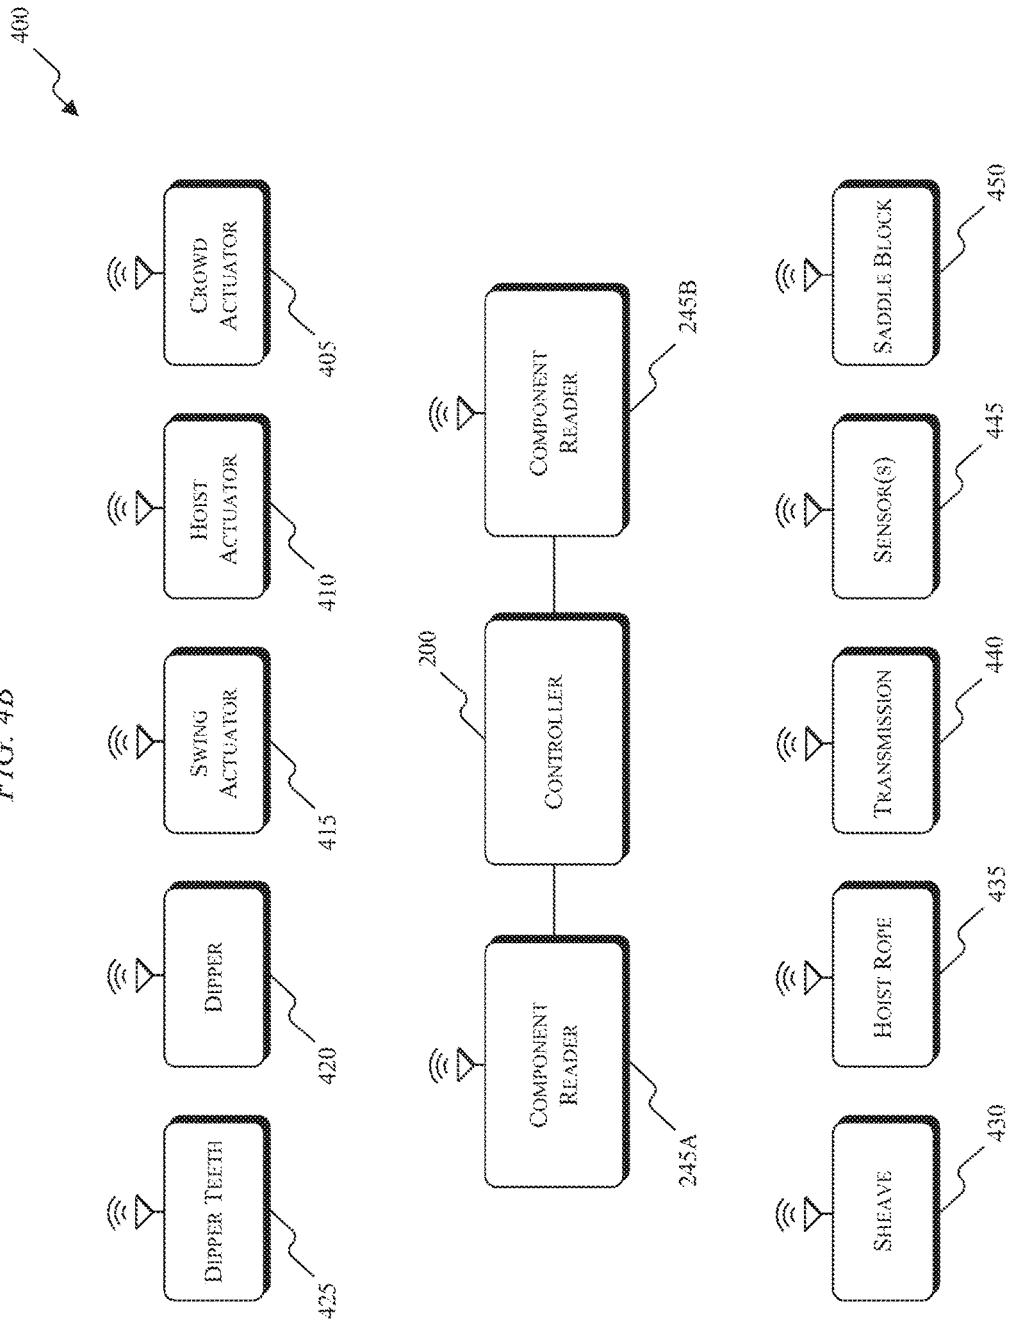 FIG. 4B
400
DIPPER TEETH
DIPPER
SWING
ACTUATOR
HOIST
ACTUATOR
CROWD
ACTUATOR
425
420
415
410
405
200
COMPONENT
READER
CONTROLLER
COMPONENT
READER
245A
245B
SHEAVE
HOIST ROPE
TRANSMISSION
SENSOR(S)
SADDLE BLOCK
430
435
440
445
450